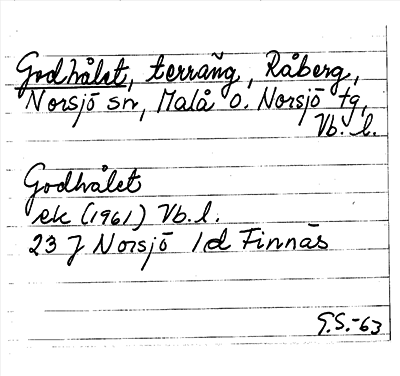 Godhålet, terräng, Råberg,
Norsjö sn, Malå o. Norsjö tg,
Vb. l.
Godhålet
ek (1961) Vb. l.
23 J Norsjö 1d Finnäs
G.S.-63